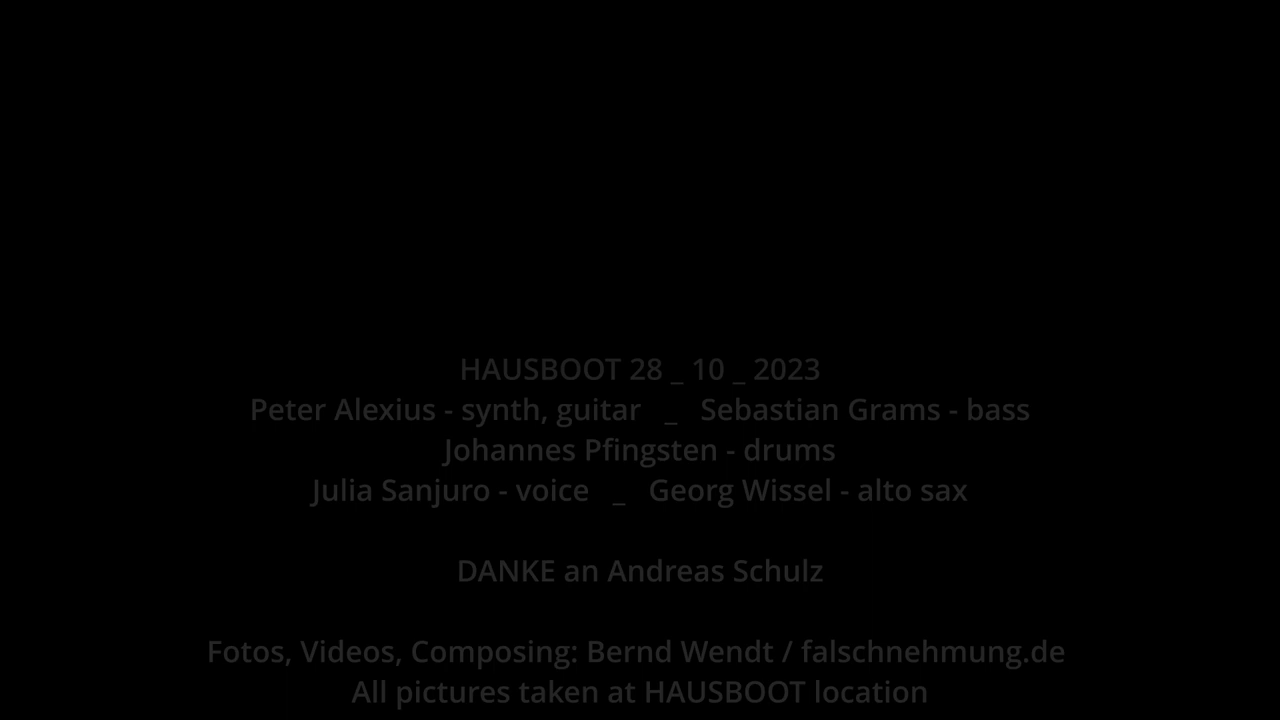 HAUSBOOT 28 _ 10 _ 2023
Peter Alexius - synth, guitar _ Sebastian Grams - bass
Johannes Pfingsten - drums
Julia Sanjuro - voice _ Georg Wissel - alto sax
DANKE an Andreas Schulz
Fotos, Videos, Composing: Bernd Wendt / falschnehmung.de
All pictures taken at HAUSBOOT location